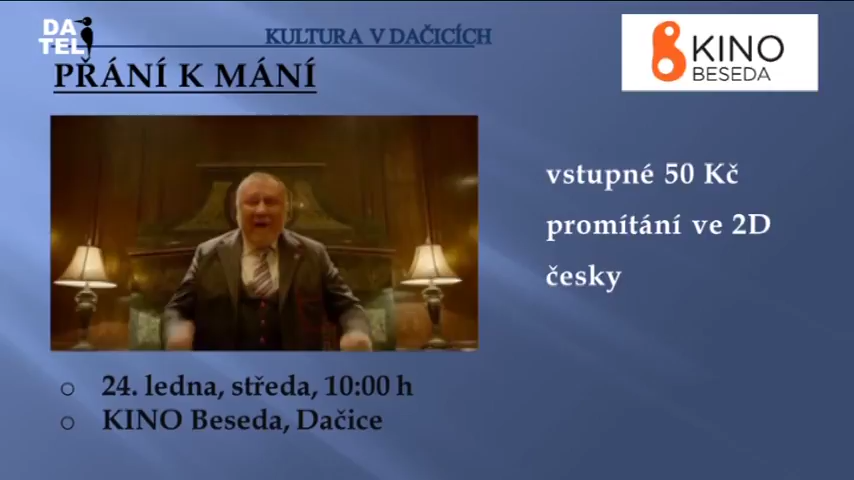 DA
TEL
KULTURA V DAČICÍCH
KINO
BESEDA
PŘÁNÍ K MÁNÍ
vstupné 50 Kč
promítání ve 2D
česky
24. ledna, středa, 10:00 h
KINO Beseda, Dačice